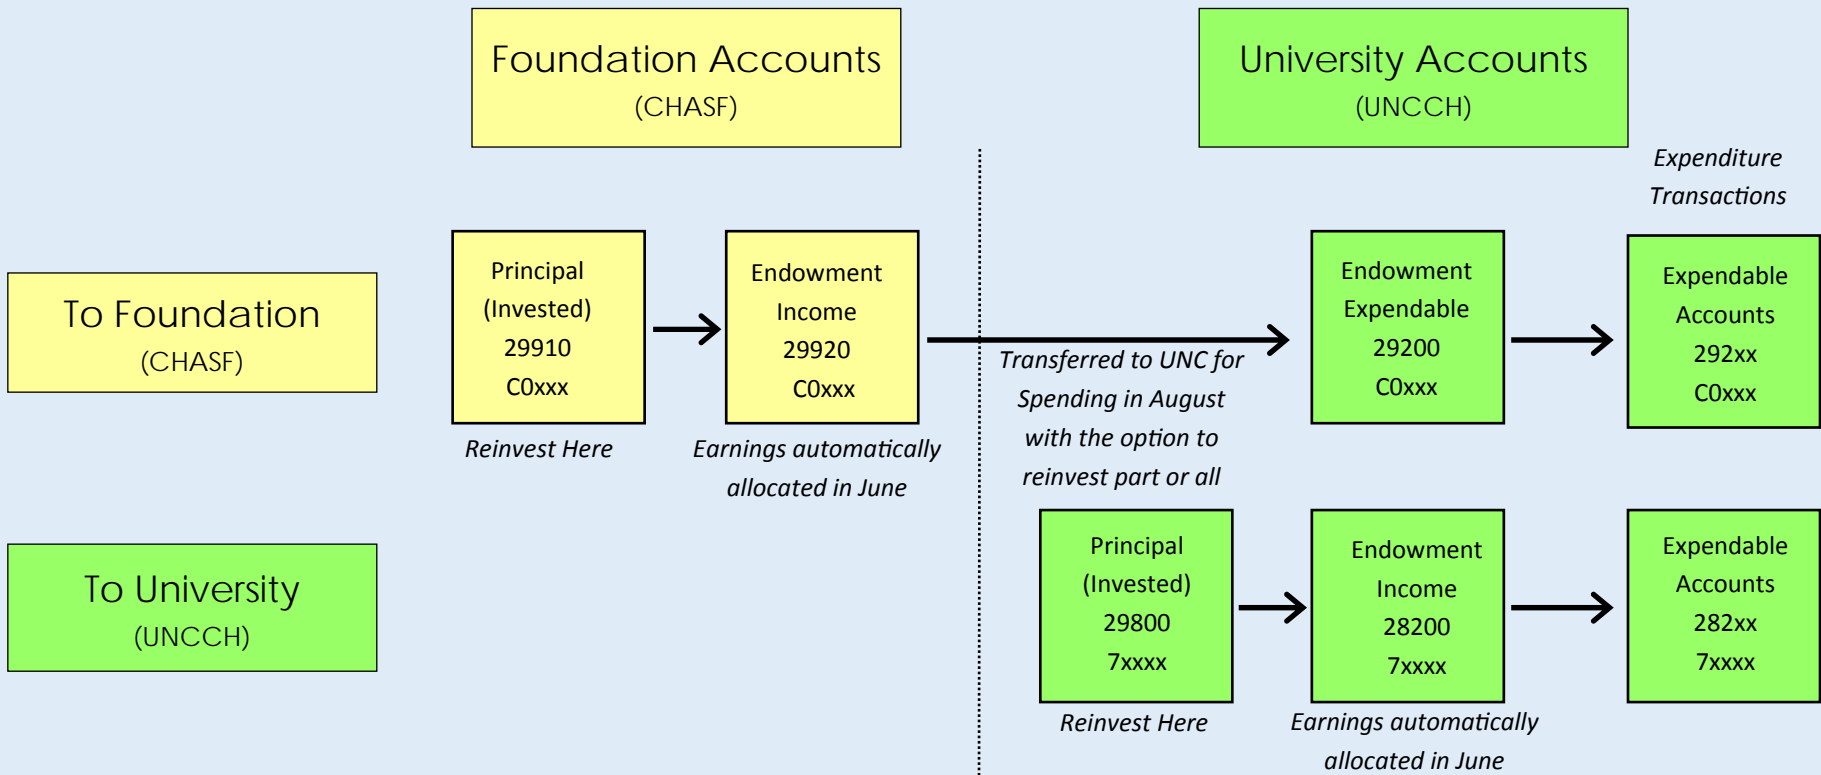 Foundation Accounts
(CHASF)
University Accounts
(UNCCH)
Expenditure
Transactions
To Foundation
(CHASF)
Principal
(Invested)
29910
C0xxx
Reinvest Here
Endowment
Income
29920
C0xxx
Earnings automatically
allocated in June
Transferred to UNC for
Spending in August
with the option to
reinvest part or all
Endowment
Expendable
29200
C0xxx
Expendable
Accounts
292xx
C0xxx
To University
(UNCCH)
Principal
(Invested)
29800
7xxxx
Reinvest Here
Endowment
Income
28200
7xxxx
Earnings automatically
allocated in June
Expendable
Accounts
282xx
7xxxx